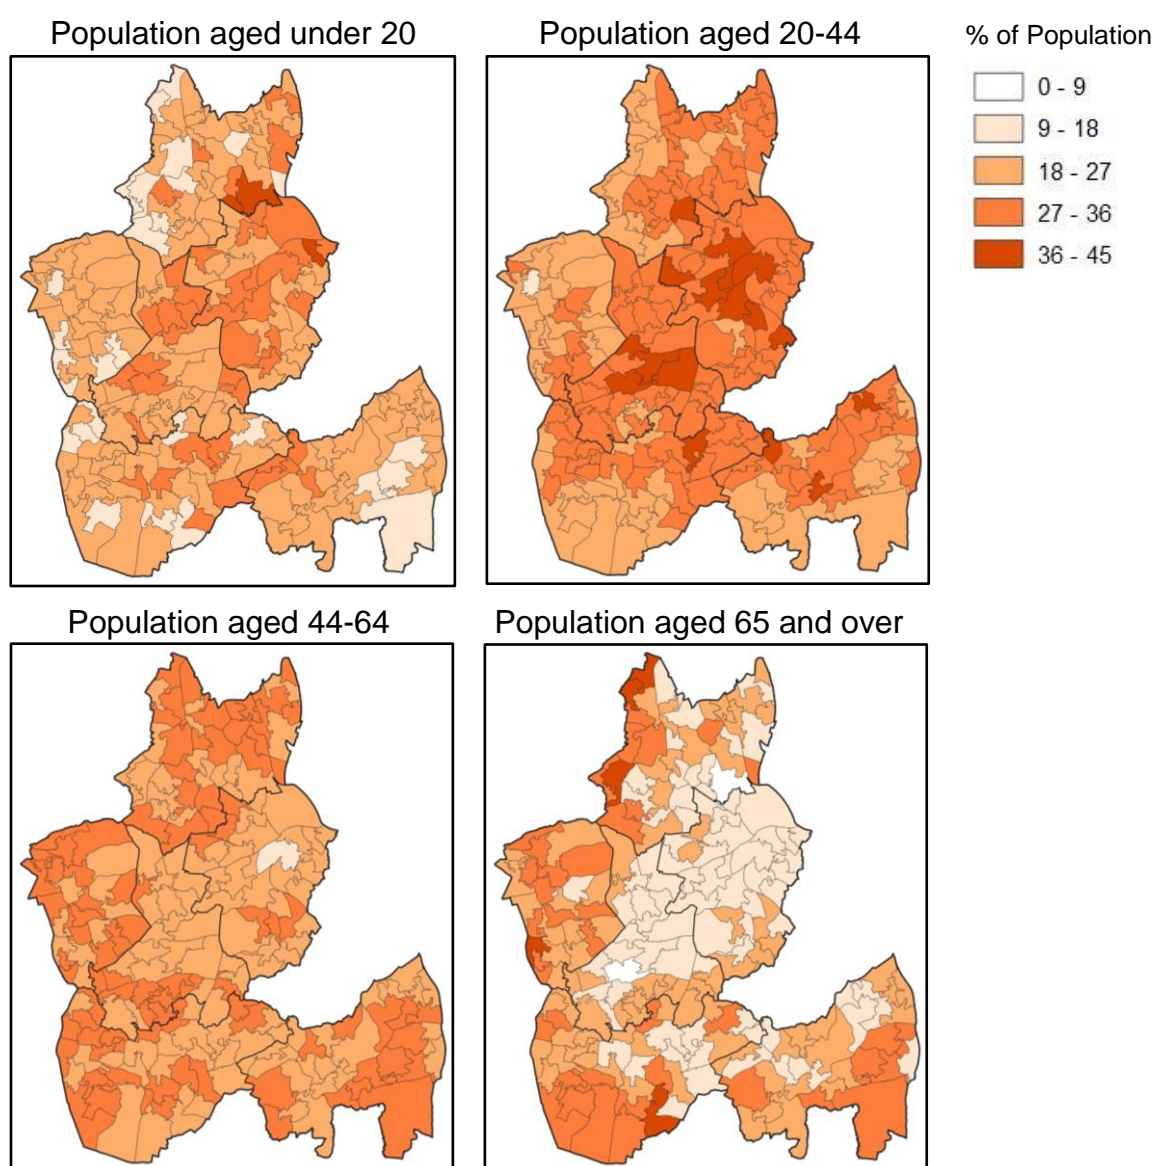 Population aged under 20
Population aged 20-44
% of Population
0 - 9
9 - 18
18 - 27
27 - 36
36 - 45
Population aged 44-64
Population aged 65 and over